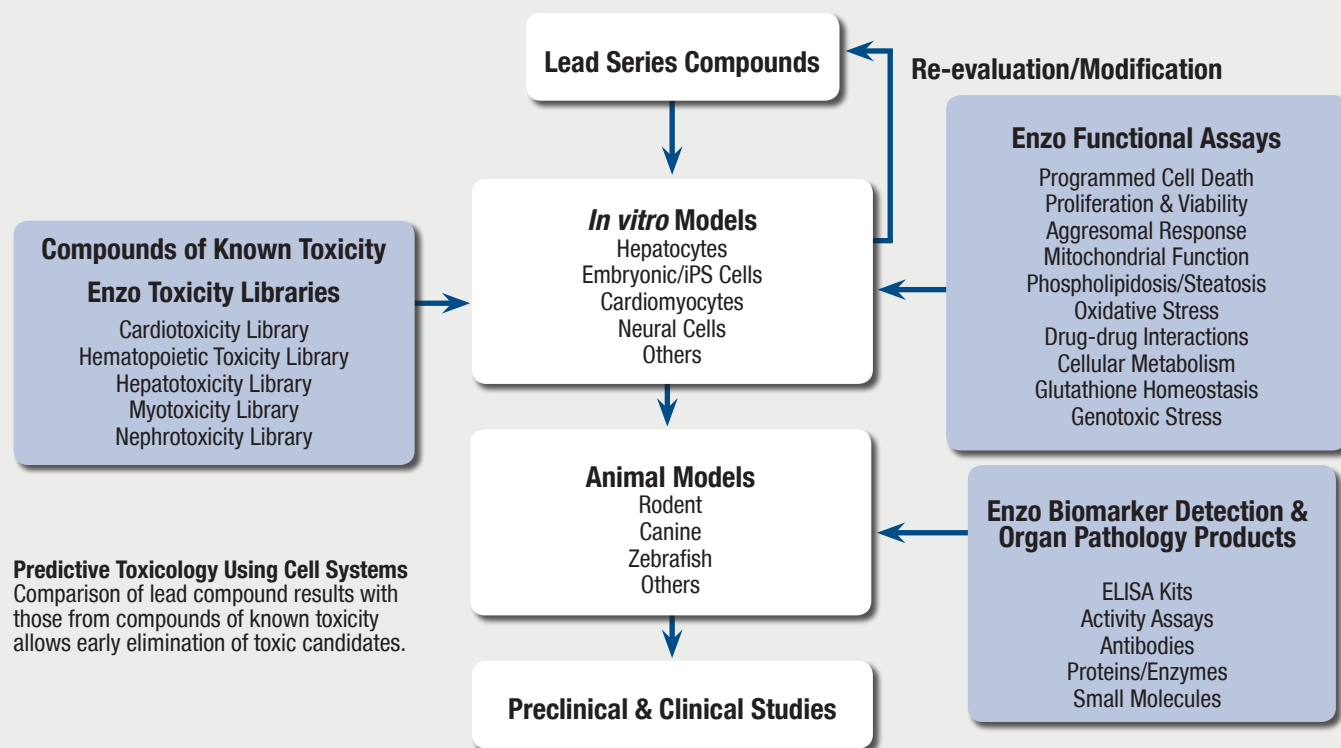 Lead Series Compounds
Re-evaluation/Modification
Enzo Functional Assays
Programmed Cell Death
Proliferation & Viability
Aggresomal Response
Mitochondrial Function
Phospholipidosis/Steatosis
Oxidative Stress
Drug-drug Interactions
Cellular Metabolism
Glutathione Homeostasis
Genotoxic Stress
In vitro Models
Hepatocytes
Embryonic/iPS Cells
Cardiomyocytes
Neural Cells
Others
Compounds of Known Toxicity
Enzo Toxicity Libraries
Cardiotoxicity Library
Hematopoietic Toxicity Library
Hepatotoxicity Library
Myotoxicity Library
Nephrotoxicity Library
Animal Models
Rodent
Canine
Zebrafish
Others
Enzo Biomarker Detection &
Organ Pathology Products
ELISA Kits
Activity Assays
Antibodies
Proteins/Enzymes
Small Molecules
Predictive Toxicology Using Cell Systems
Comparison of lead compound results with
those from compounds of known toxicity
allows early elimination of toxic candidates.
Preclinical & Clinical Studies